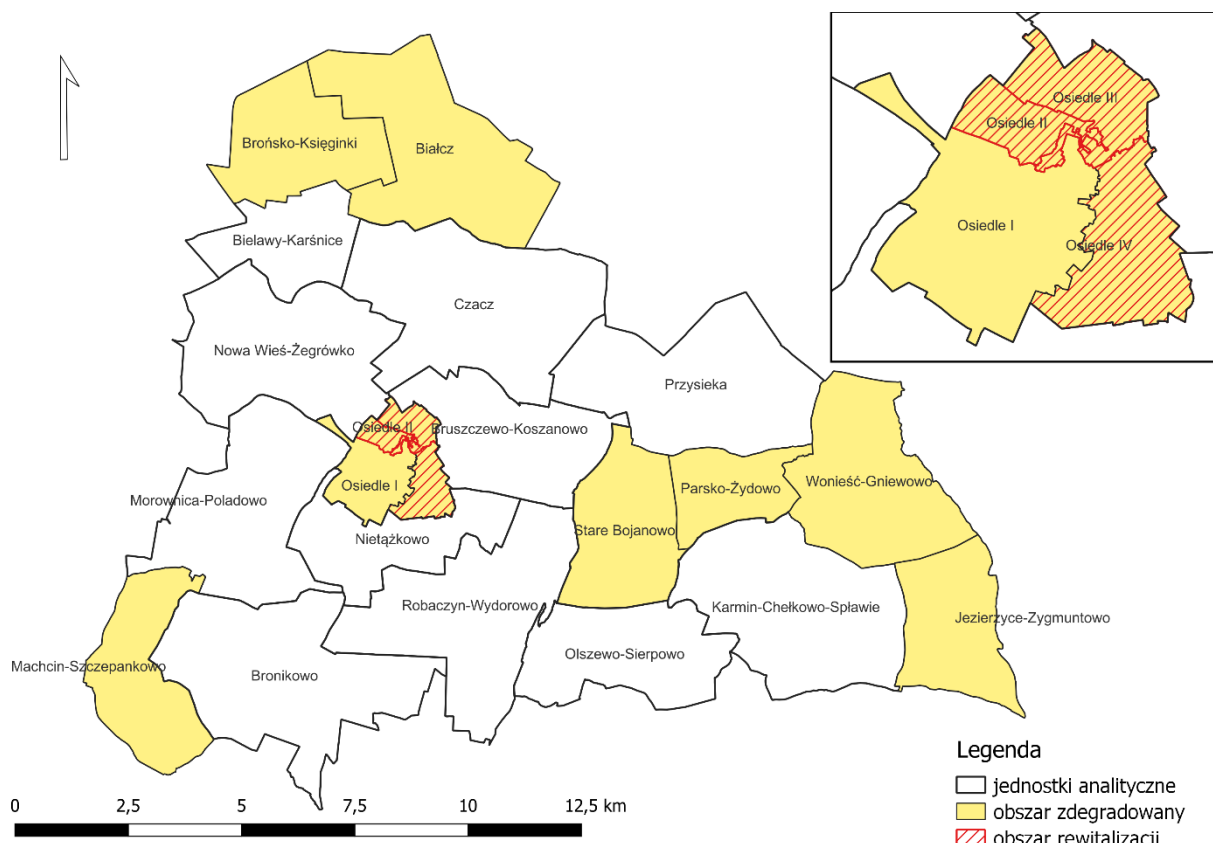 Osiedle III
Osiedle II
Osiedle I
Osiedle IV
Brońsko-Księginki
Białcz
Bielawy-Karśnice
Czacz
Nowa Wieś-Żegrówko
Przysieka
Osiedle II
Bruszczewo-Koszanowo
Osiedle I
Morownica-Poladowo
Parsko-Żydowo
Wonieść-Gniewowo
Stare Bojanowo
Nietążkowo
Robaczyn-Wydorowo
Karmin-Chełkowo-Spławie
Jezierzyce-Zygmuntowo
Olszewo-Sierpowo
Machcin-Szczepankowo
Bronikowo
Legenda
jednostki analityczne
obszar zdegradowany
obszar rewitalizacji
0 2,5 5 7,5 10 12,5 km